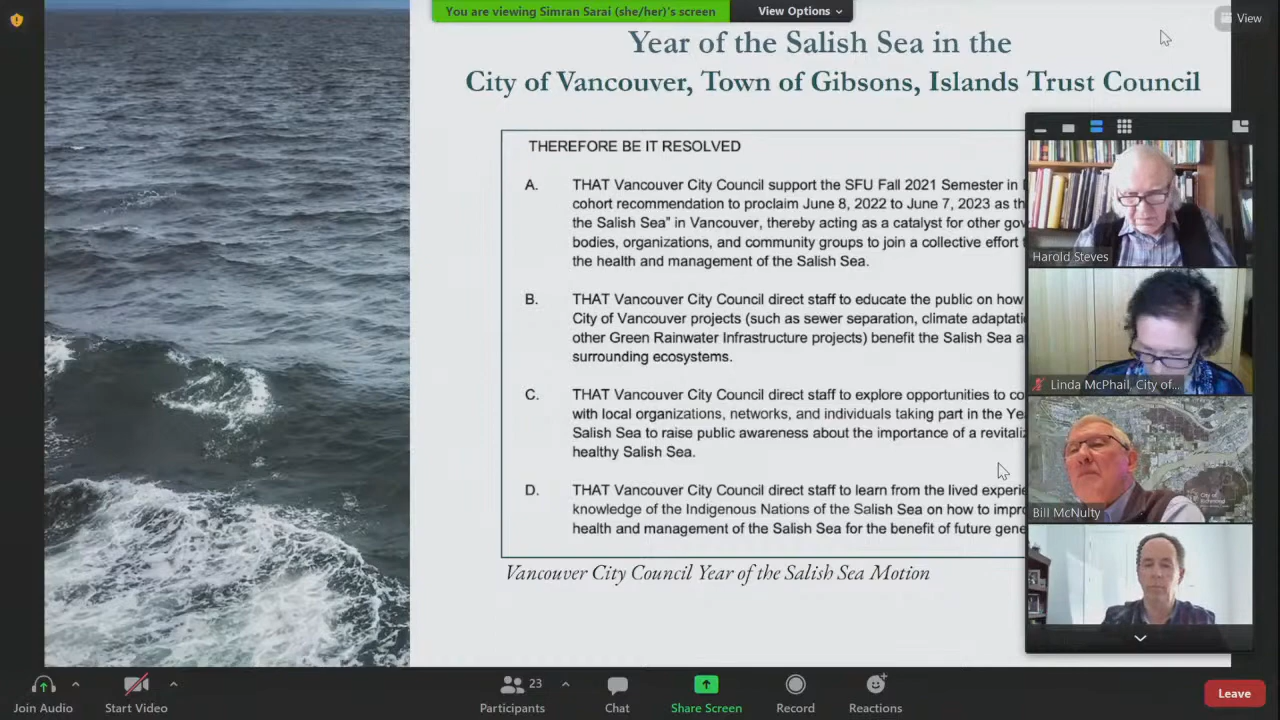 You are viewing Simran Sarai (she/her)'s screen
View Options
View
Year of the Salish Sea in the
City of Vancouver, Town of Gibsons, Islands Trust Council
THEREFORE BE IT RESOLVED
A. THAT Vancouver City Council support the SFU Fall 2021 Semester in
cohort recommendation to proclaim June 8, 2022 to June 7, 2023 as
the Salish Sea" in Vancouver, thereby acting as a catalyst for other
bodies, organizations, and community groups to join a collective effort
the health and management of the Salish Sea.
B. THAT Vancouver City Council direct staff to educate the public on how
City of Vancouver projects (such as sewer separation, climate
other Green Rainwater Infrastructure projects) benefit the Salish Sea
surrounding ecosystems.
C. THAT Vancouver City Council direct staff to explore opportunities to
with local organizations, networks, and individuals taking part in the
Salish Sea to raise public awareness about the importance of a
healthy Salish Sea.
D. THAT Vancouver City Council direct staff to learn from the lived
knowledge of the Indigenous Nations of the Salish Sea on how to
health and management of the Salish Sea for the benefit of future
Vancouver City Council Year of the Salish Sea Motion
Harold Steves
Linda McPhail, City of...
City of
Richmond
Bill McNulty
Join Audio
Start Video
23
Participants
Chat
Share Screen
Record
Reactions
Leave